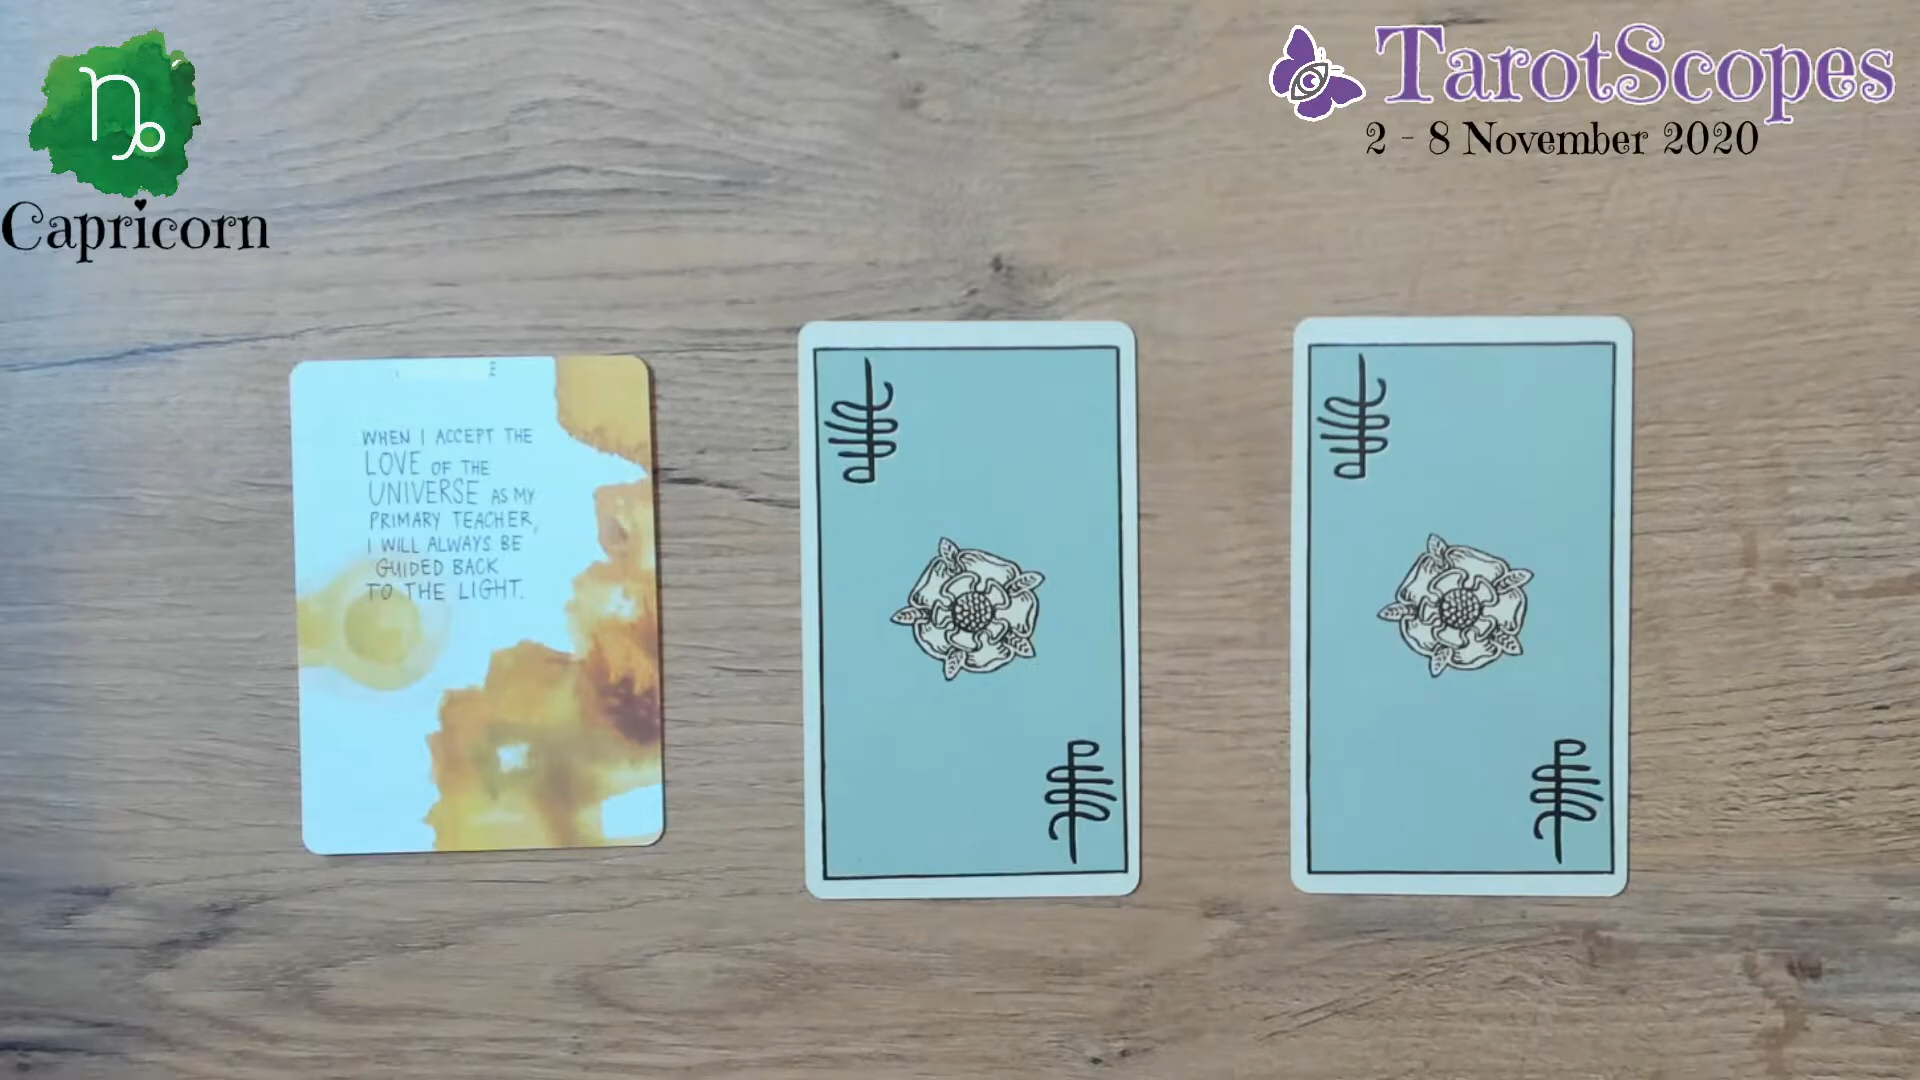 Capricorn
TarotScopes
2 - 8 November 2020
WHEN I ACCEPT THE
LOVE OF THE
UNIVERSE AS MY
PRIMARY TEACHER,
I WILL ALWAYS BE
GUIDED BACK
TO THE LIGHT.